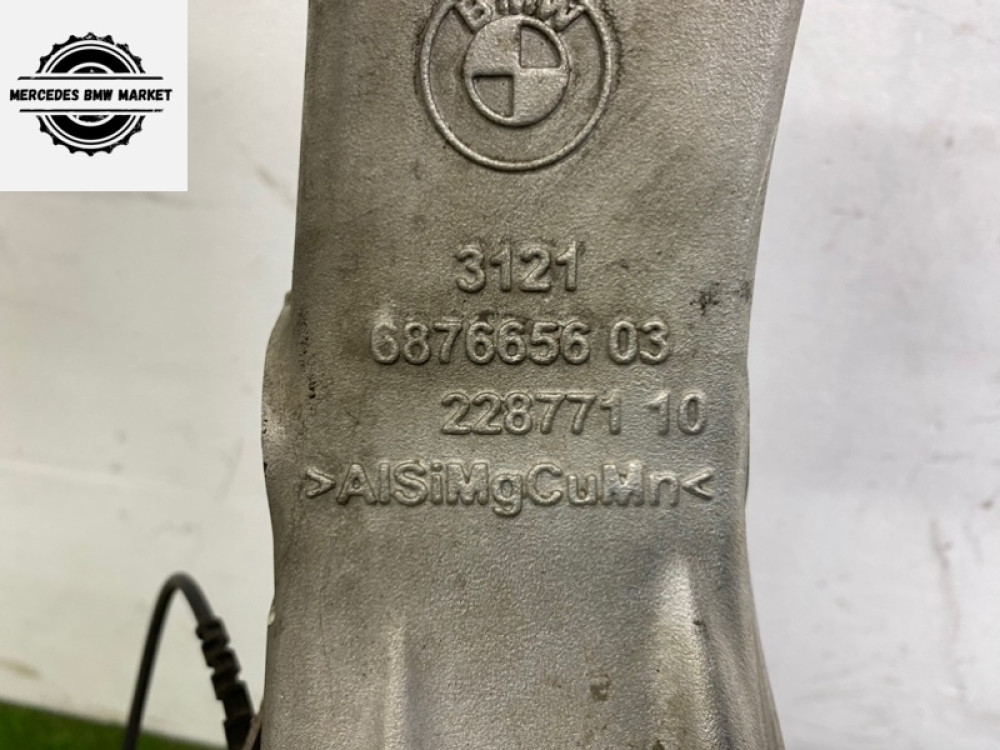 MERCEDES BMW MARKET
BMW
3121
6876656 03
228771 10
>AlSiMgCuMn<